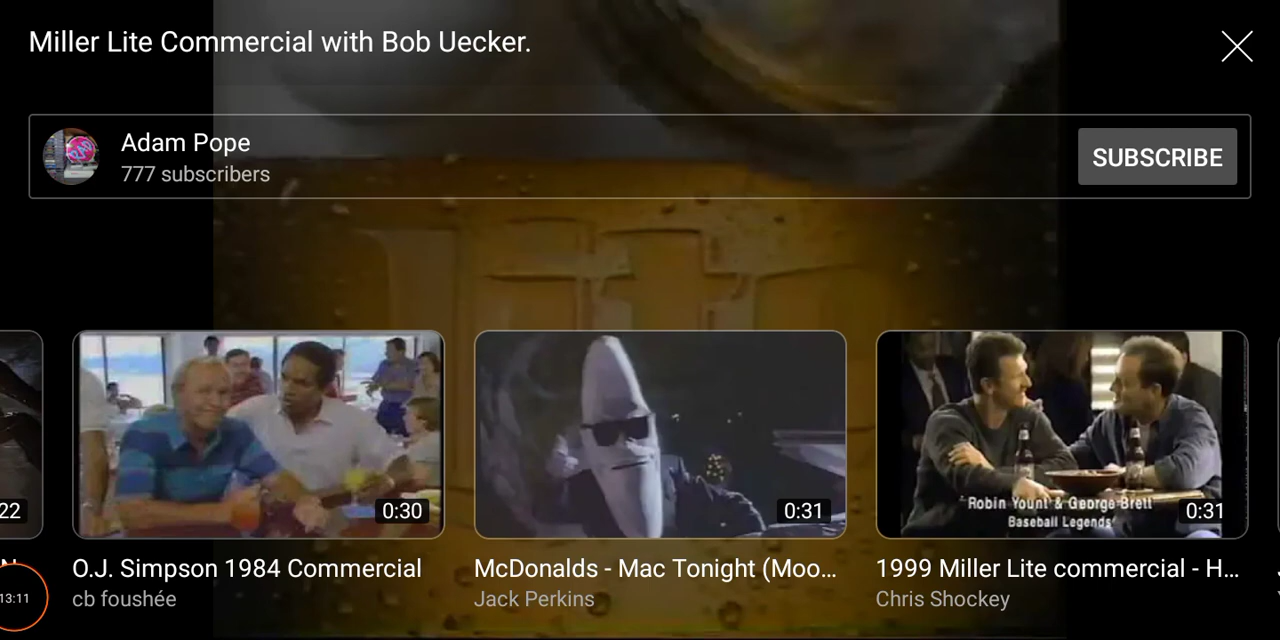 Miller Lite Commercial with Bob Uecker.
Adam Pope
777 subscribers
SUBSCRIBE
22
0:30
0:31
Robin Yount & George Brett
Baseball Legends
0:31
O.J. Simpson 1984 Commercial
cb foushée
McDonalds - Mac Tonight (Moo...
Jack Perkins
1999 Miller Lite commercial - H...
Chris Shockey
13:11